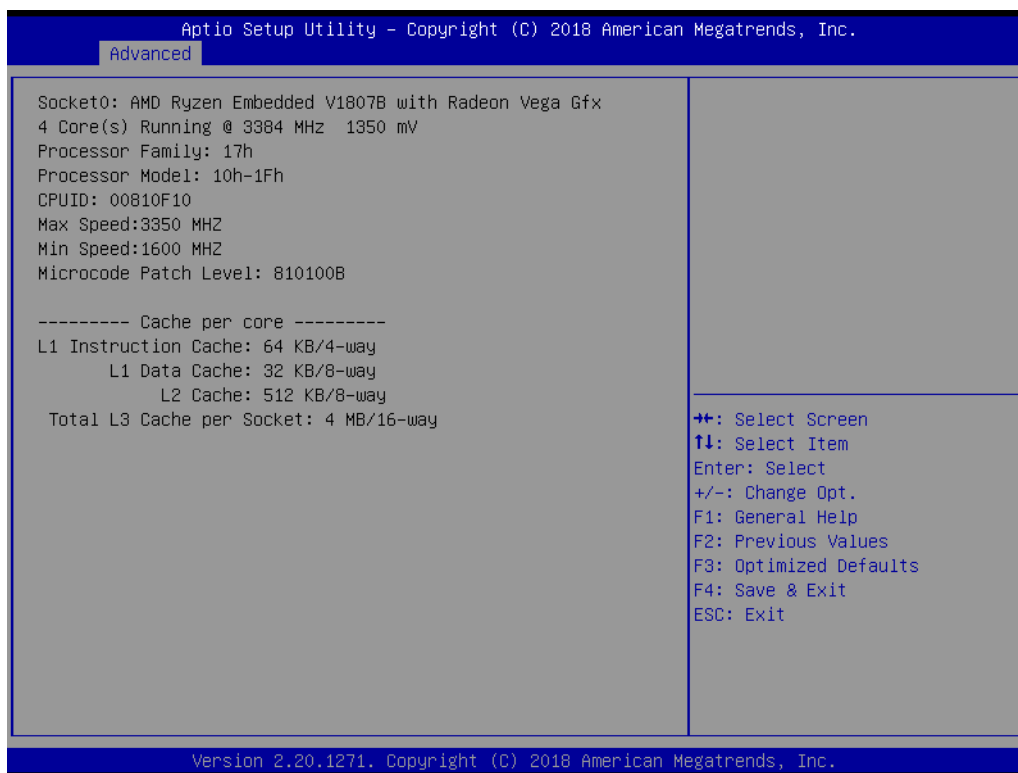 Aptio Setup Utility – Copyright (C) 2018 American Megatrends, Inc.
Advanced
Socket0: AMD Ryzen Embedded V1807B with Radeon Vega Gfx
4 Core(s) Running @ 3384 MHz  1350 mV
Processor Family: 17h
Processor Model: 10h-1Fh
CPUID: 00810F10
Max Speed:3350 MHZ
Min Speed:1600 MHZ
Microcode Patch Level: 810100B
--------- Cache per core ---------
L1 Instruction Cache: 64 KB/4-way
L1 Data Cache: 32 KB/8-way
L2 Cache: 512 KB/8-way
Total L3 Cache per Socket: 4 MB/16-way
→←: Select Screen
↑↓: Select Item
Enter: Select
+/-: Change Opt.
F1: General Help
F2: Previous Values
F3: Optimized Defaults
F4: Save & Exit
ESC: Exit
Version 2.20.1271. Copyright (C) 2018 American Megatrends, Inc.